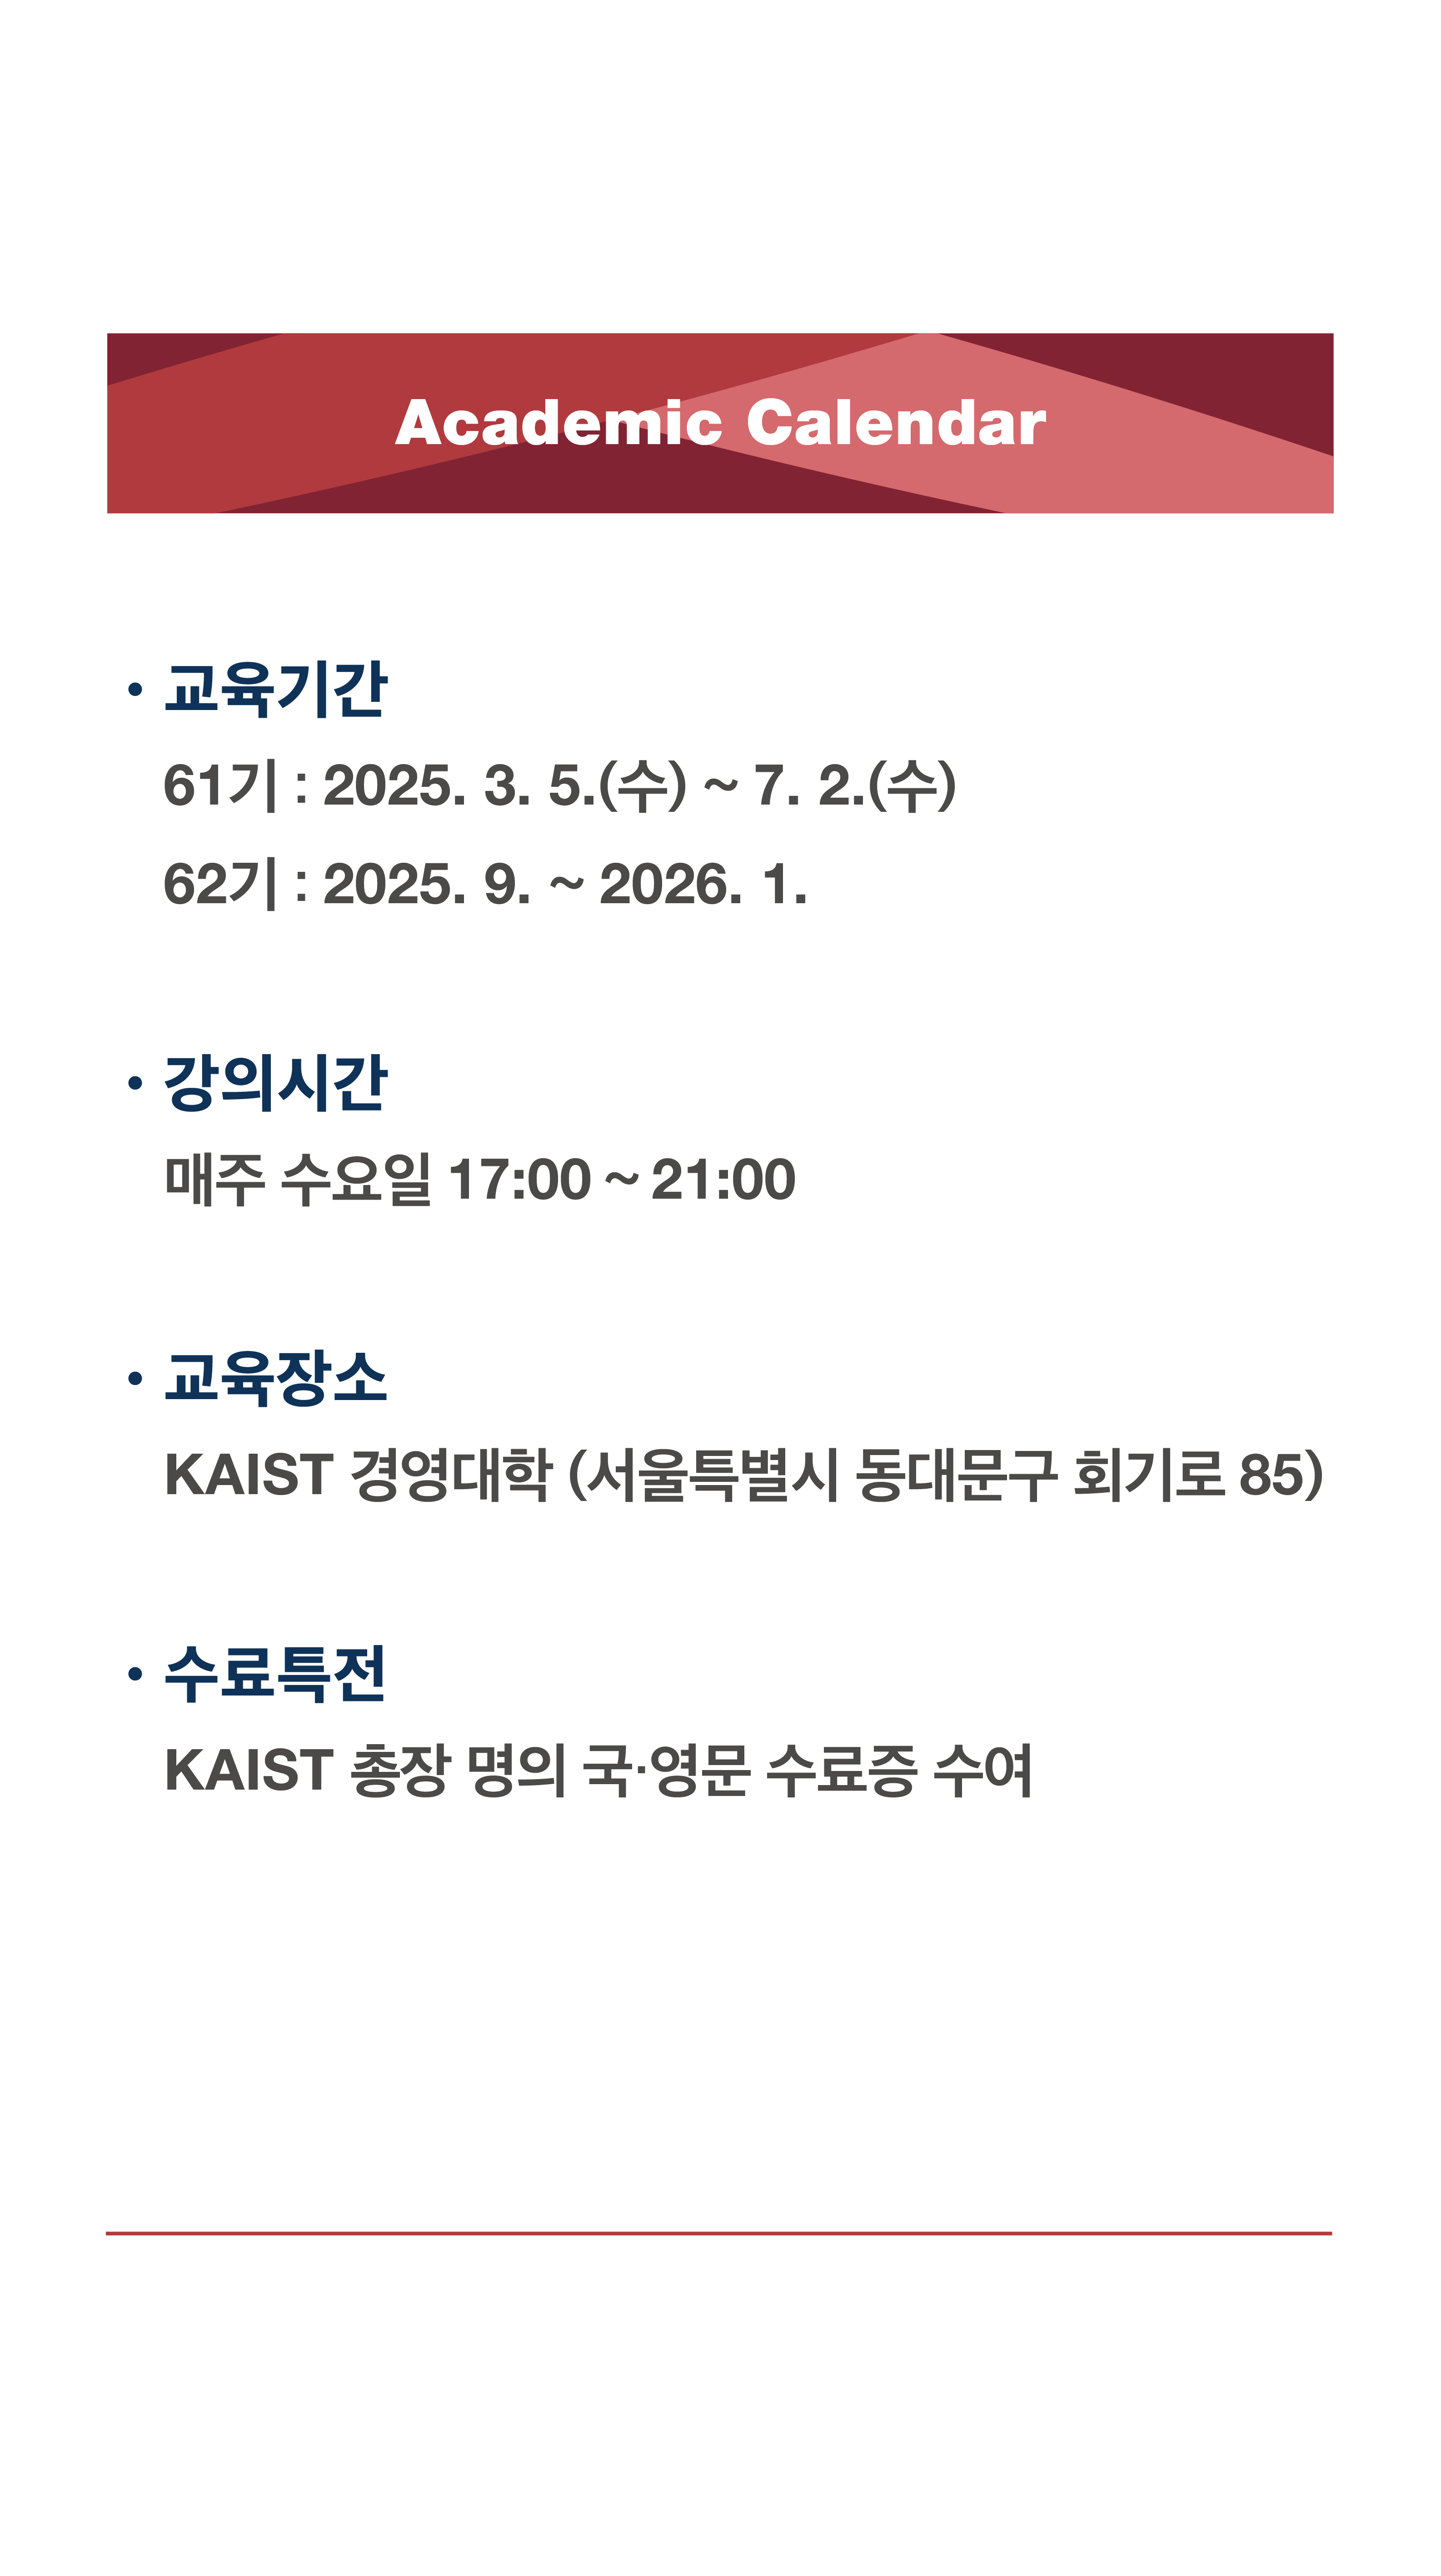 Academic Calendar
• 교육기간
61기 : 2025. 3. 5.(수) ~ 7. 2.(수)
62기 : 2025. 9. ~ 2026. 1.
• 강의시간
매주 수요일 17:00 ~ 21:00
• 교육장소
KAIST 경영대학 (서울특별시 동대문구 회기로 85)
• 수료특전
KAIST 총장 명의 국·영문 수료증 수여